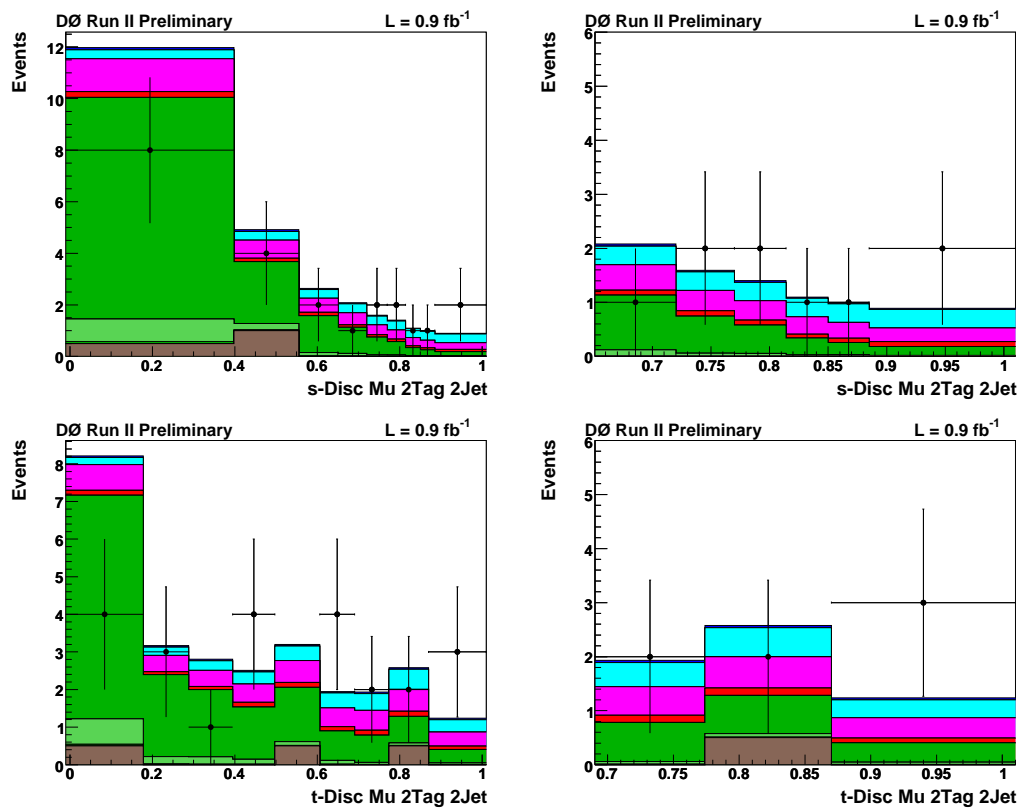 DØ Run II Preliminary L = 0.9 fb-1
Events
12
10
8
6
4
2
0
0 0.2 0.4 0.6 0.8 1
s-Disc Mu 2Tag 2Jet
DØ Run II Preliminary L = 0.9 fb-1
Events
6
5
4
3
2
1
0
0.7 0.75 0.8 0.85 0.9 0.95 1
s-Disc Mu 2Tag 2Jet
DØ Run II Preliminary L = 0.9 fb-1
Events
8
7
6
5
4
3
2
1
0
0 0.2 0.4 0.6 0.8 1
t-Disc Mu 2Tag 2Jet
DØ Run II Preliminary L = 0.9 fb-1
Events
6
5
4
3
2
1
0
0.7 0.75 0.8 0.85 0.9 0.95 1
t-Disc Mu 2Tag 2Jet